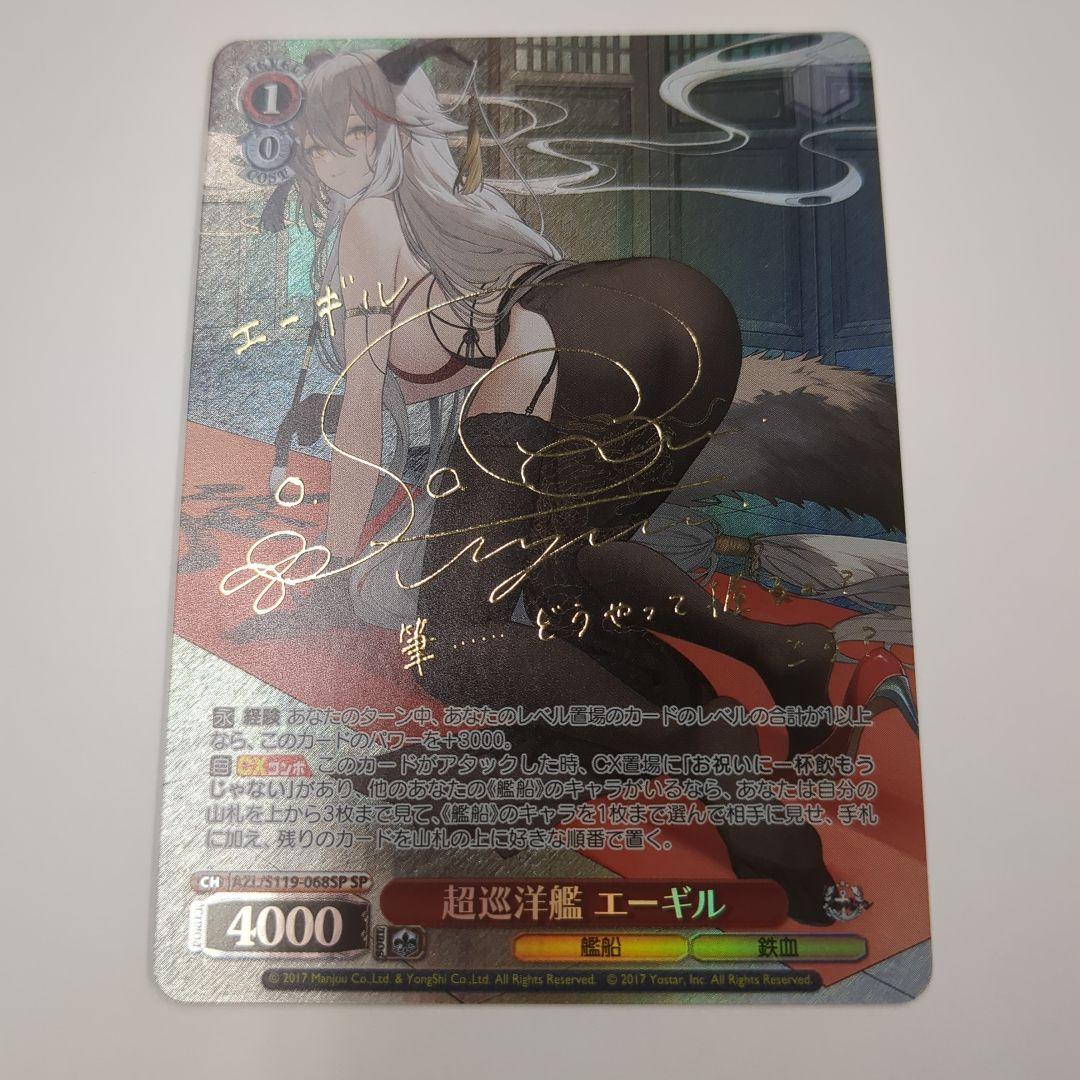 LEVEL
1
0
COST
エーギル
筆……どうやって
永 経験 あなたのターン中、あなたのレベル置場のカードのレベルの合計が1以上
なら、このカードのパワーを+3000。
自 CXコンボ このカードがアタックした時、CX置場に「お祝いに一杯飲もう
じゃない」があり、他のあなたの《艦船》のキャラがいるなら、あなたは自分の
山札を上から3枚まで見て、《艦船》のキャラを1枚まで選んで相手に見せ、手札
に加え、残りのカードを山札の上に好きな順番で置く。
CH AZL/S119-068SP SP
超巡洋艦 エーギル
POWER 4000 SOUL
艦船 鉄血
© 2017 Manjuu Co.,Ltd. & YongShi Co.,Ltd. All Rights Reserved. © 2017 Yostar, Inc. All Rights Reserved.